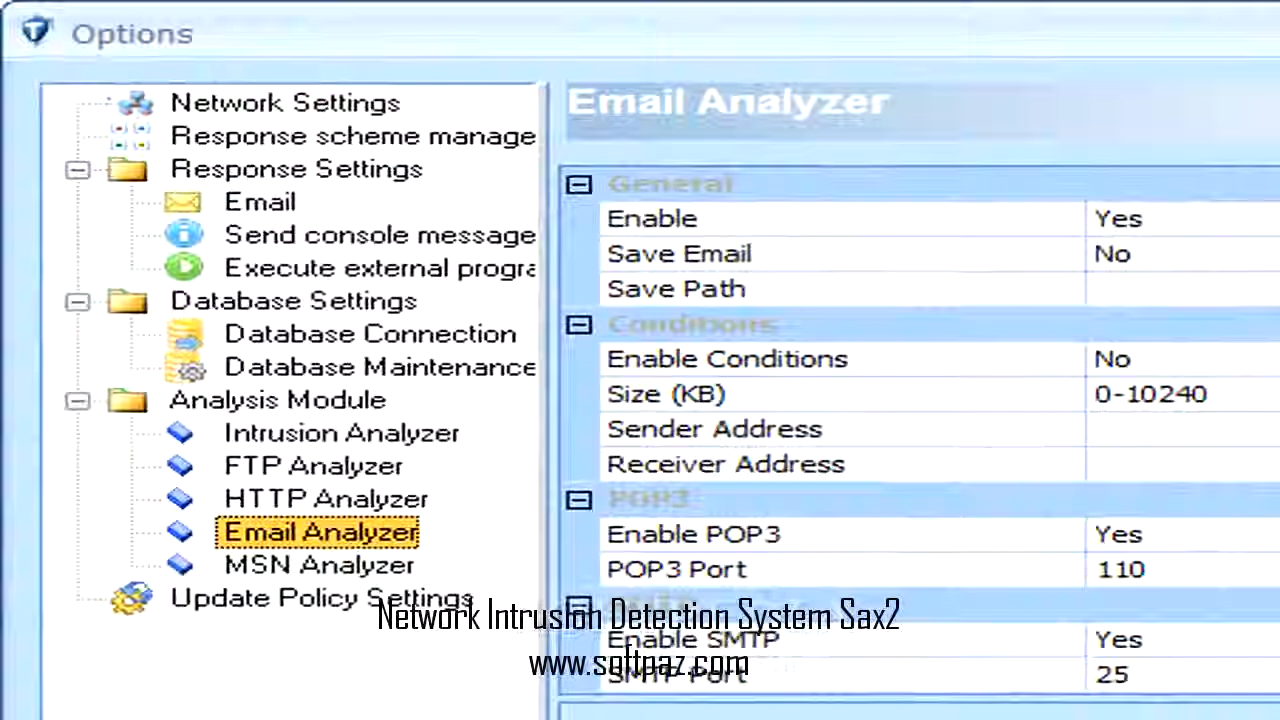 Options
Network Settings
Response scheme manage
Response Settings
Email
Send console message
Execute external progra
Database Settings
Database Connection
Database Maintenance
Analysis Module
Intrusion Analyzer
FTP Analyzer
HTTP Analyzer
Email Analyzer
MSN Analyzer
Update Policy Settings
Email Analyzer
General
Enable Yes
Save Email No
Save Path
Conditions
Enable Conditions No
Size (KB) 0-10240
Sender Address
Receiver Address
POP3
Enable POP3 Yes
POP3 Port 110
Enable SMTP Yes
SMTP Port 25
Network Intrusion Detection System Sax2
www.softnaz.com